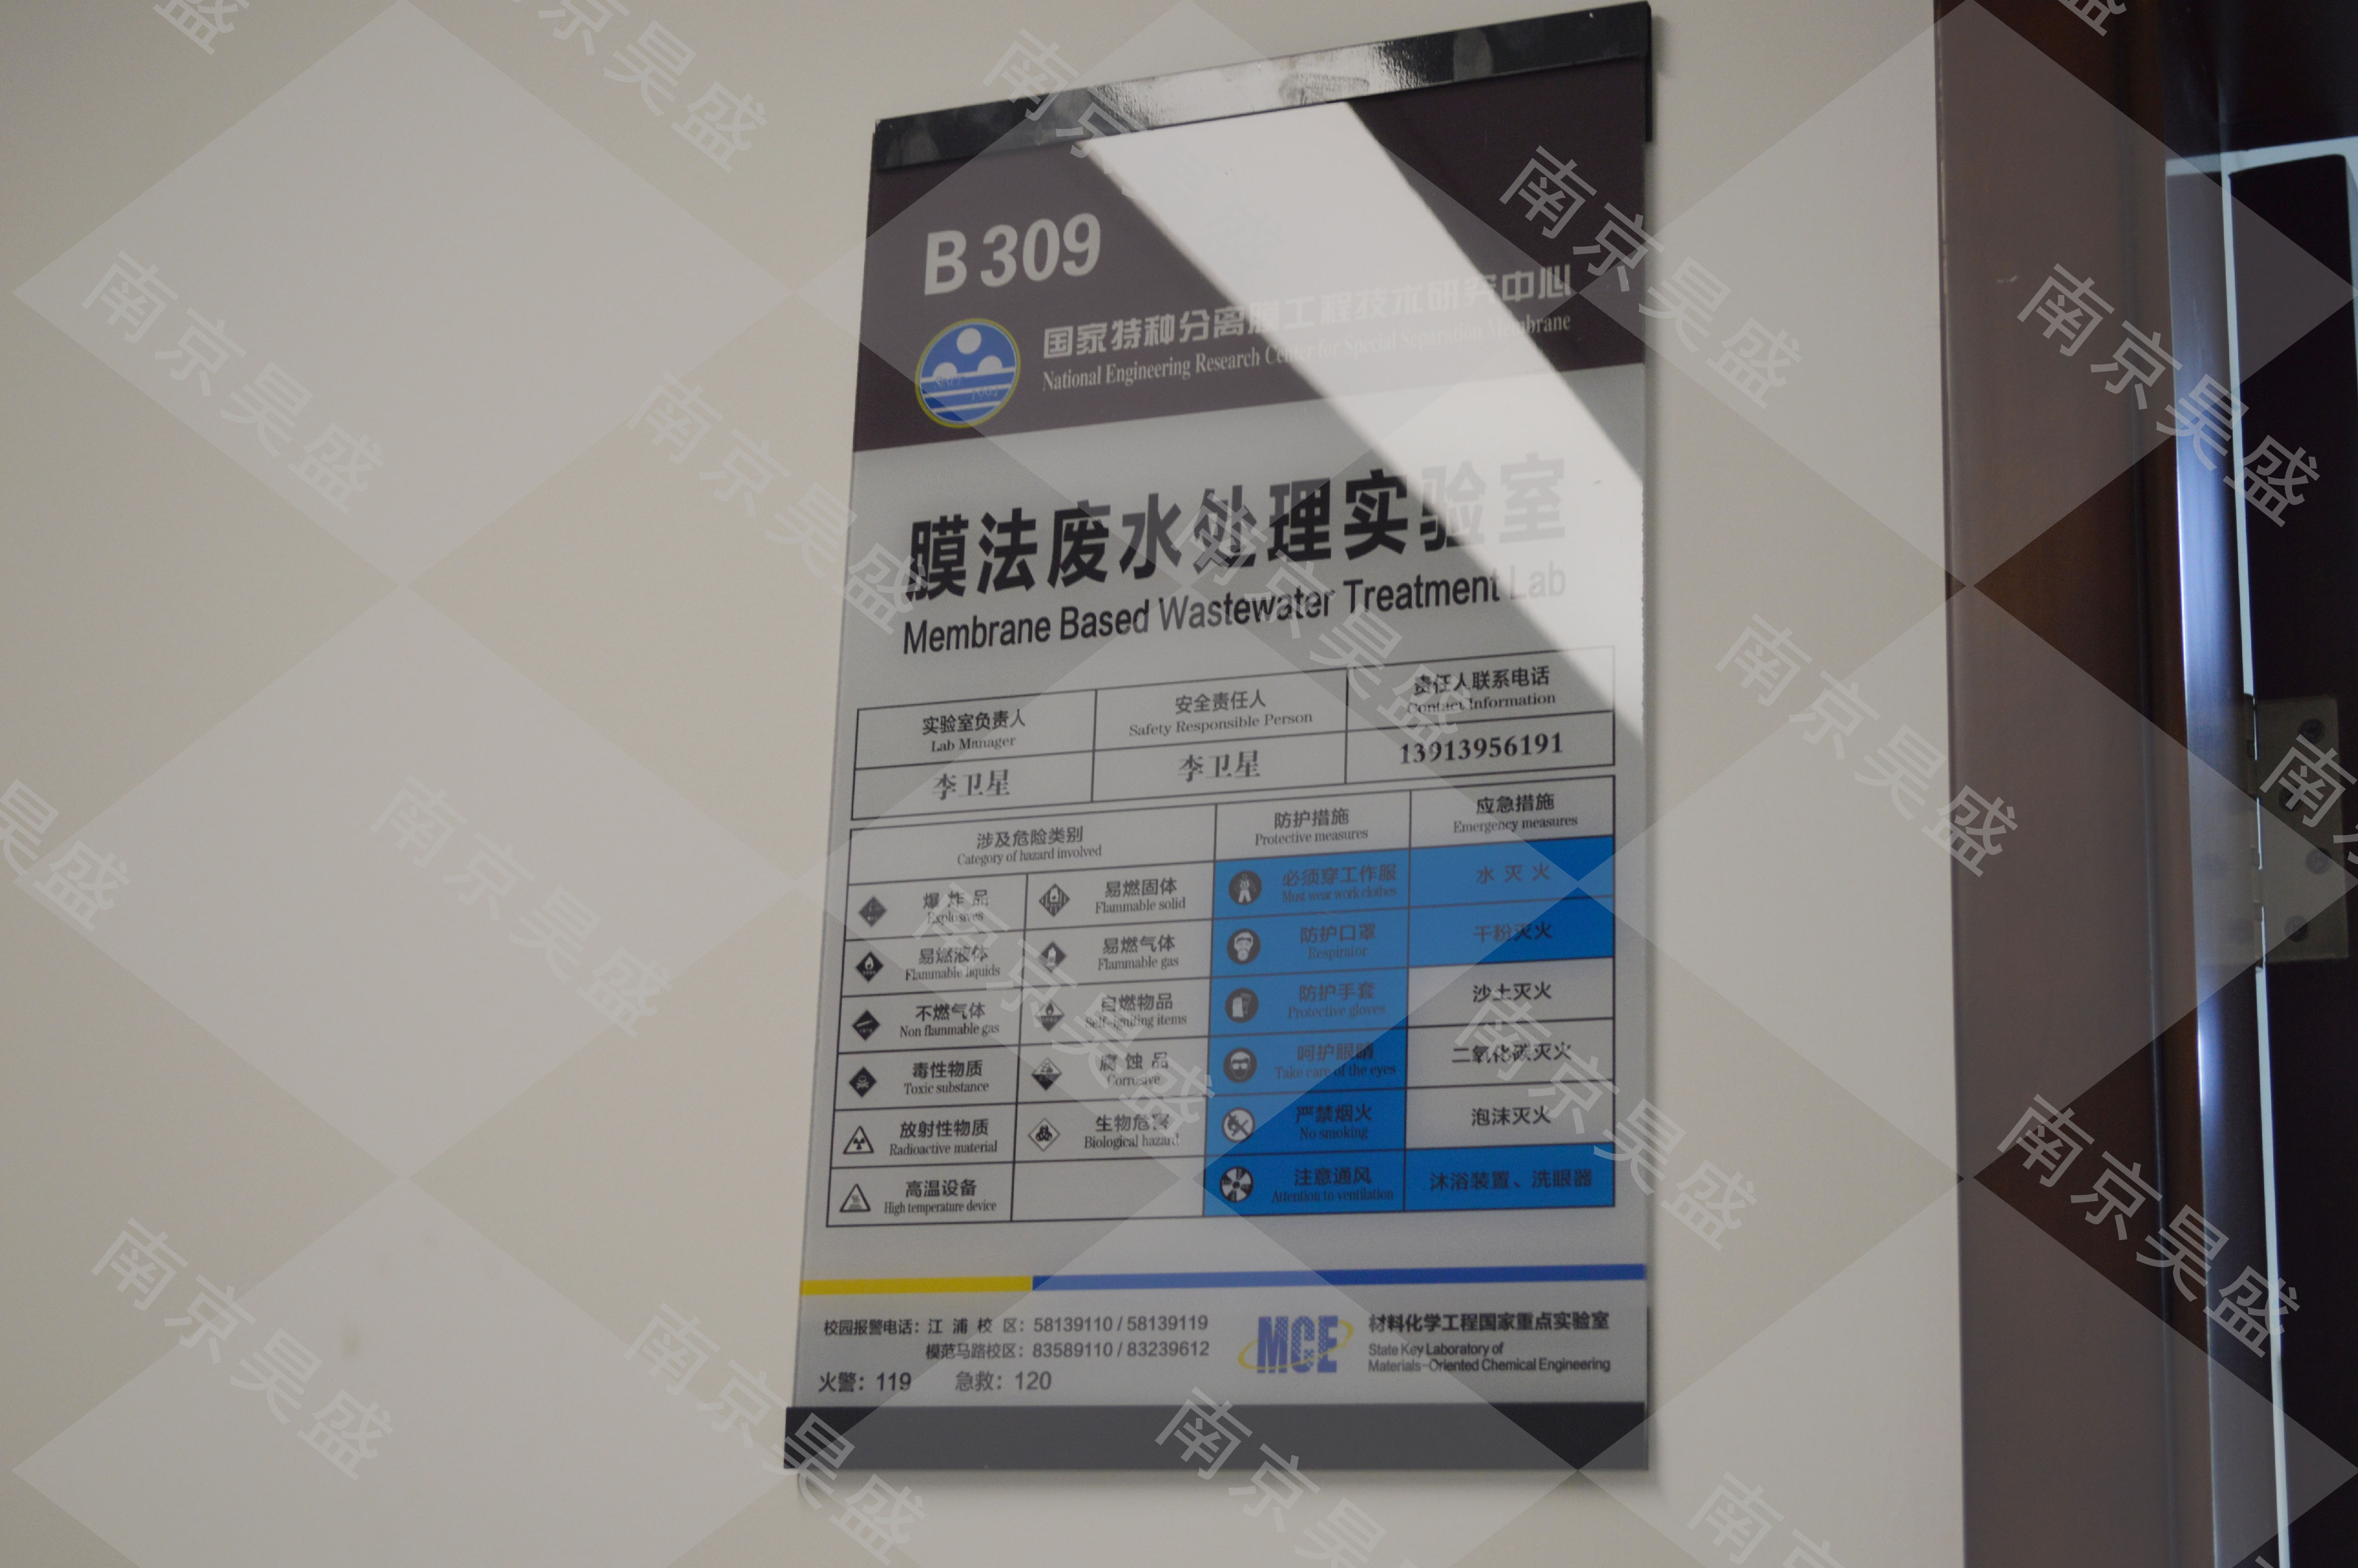 B309
国家特种分离膜工程技术研究中心
National Engineering Research Center for Special Separation Membrane
膜法废水处理实验室
Membrane Based Wastewater Treatment Lab
实验室负责人 安全责任人 责任人联系电话
Lab Manager Safety Responsible Person Contact Information
李卫星 李卫星 13913956191
涉及危险类别 防护措施 应急措施
Category of hazard involved Protective measures Emergency measures
爆炸品 易燃固体 必须穿工作服 水灭火
Explosives Flammable solid Must wear work clothes
易燃液体 易燃气体 防护口罩 干粉灭火
Flammable liquids Flammable gas Respirator
不燃气体 自燃物品 防护手套 沙土灭火
Non flammable gas Self-igniting items Protective gloves
毒性物质 腐蚀品 呵护眼睛 二氧化碳灭火
Toxic substance Corrosive Take care of the eyes
放射性物质 生物危害 严禁烟火 泡沫灭火
Radioactive material Biological hazard No smoking
高温设备 注意通风 沐浴装置、洗眼器
High temperature device Attention to ventilation
校园报警电话：江浦校区：58139110 / 58139119
模范马路校区：83589110 / 83239612
火警：119 急救：120
MCE
材料化学工程国家重点实验室
State Key Laboratory of
Materials-Oriented Chemical Engineering
南京昊盛